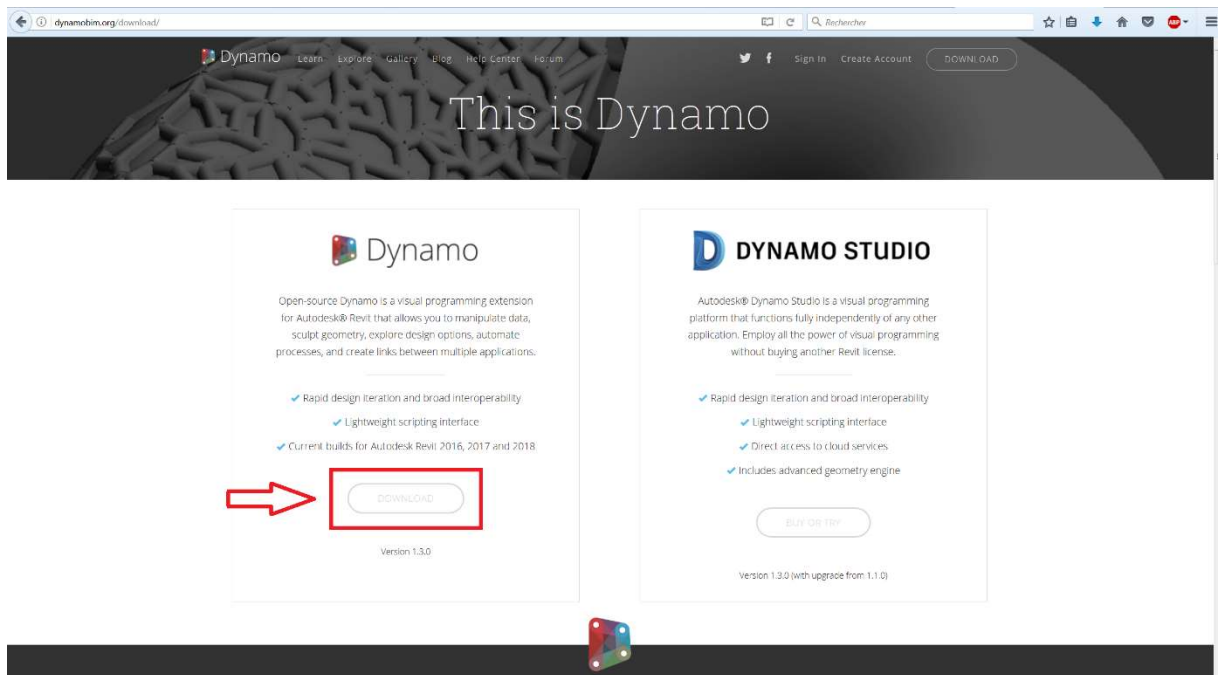 dynamobim.org/download/
Rechercher
ABP
Dynamo Learn Explore Gallery Blog Help Center Forum
Sign In Create Account DOWNLOAD
This is Dynamo
Dynamo
Open-source Dynamo is a visual programming extension
for Autodesk® Revit that allows you to manipulate data,
sculpt geometry, explore design options, automate
processes, and create links between multiple applications.
Rapid design iteration and broad interoperability
Lightweight scripting interface
Current builds for Autodesk Revit 2016, 2017 and 2018
DOWNLOAD
Version 1.3.0
DYNAMO STUDIO
Autodesk® Dynamo Studio is a visual programming
platform that functions fully independently of any other
application. Employ all the power of visual programming
without buying another Revit license.
Rapid design iteration and broad interoperability
Lightweight scripting interface
Direct access to cloud services
Includes advanced geometry engine
BUY OR TRY
Version 1.3.0 (with upgrade from 1.1.0)